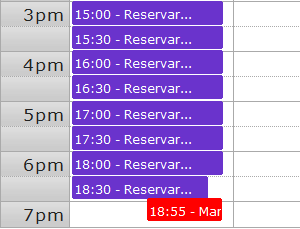 3pm
15:00 - Reservar...
15:30 - Reservar...
4pm
16:00 - Reservar...
16:30 - Reservar...
5pm
17:00 - Reservar...
17:30 - Reservar...
6pm
18:00 - Reservar...
18:30 - Reservar...
7pm
18:55 - Mar